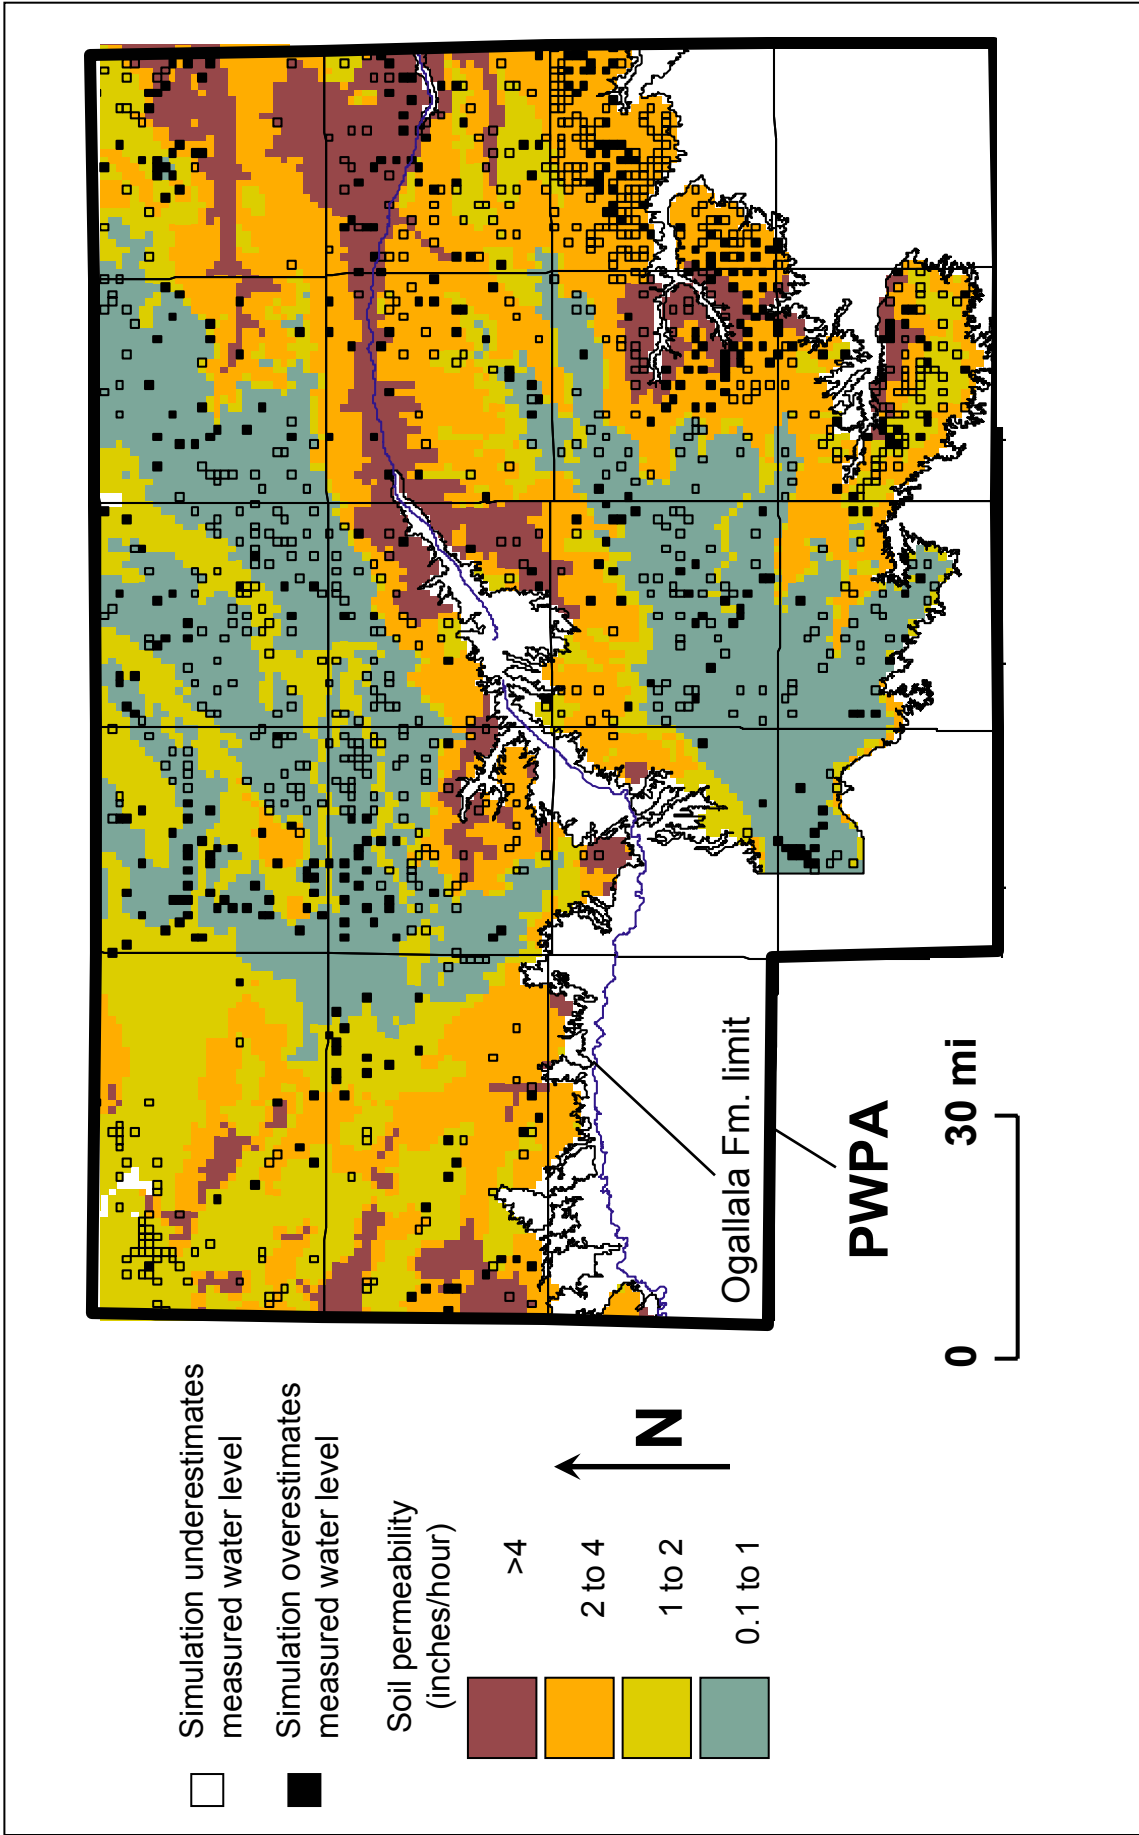 Simulation underestimates
measured water level
Simulation overestimates
measured water level
Soil permeability
(inches/hour)
>4
2 to 4
1 to 2
0.1 to 1
N
Ogallala Fm. limit
PWPA
0
30 mi